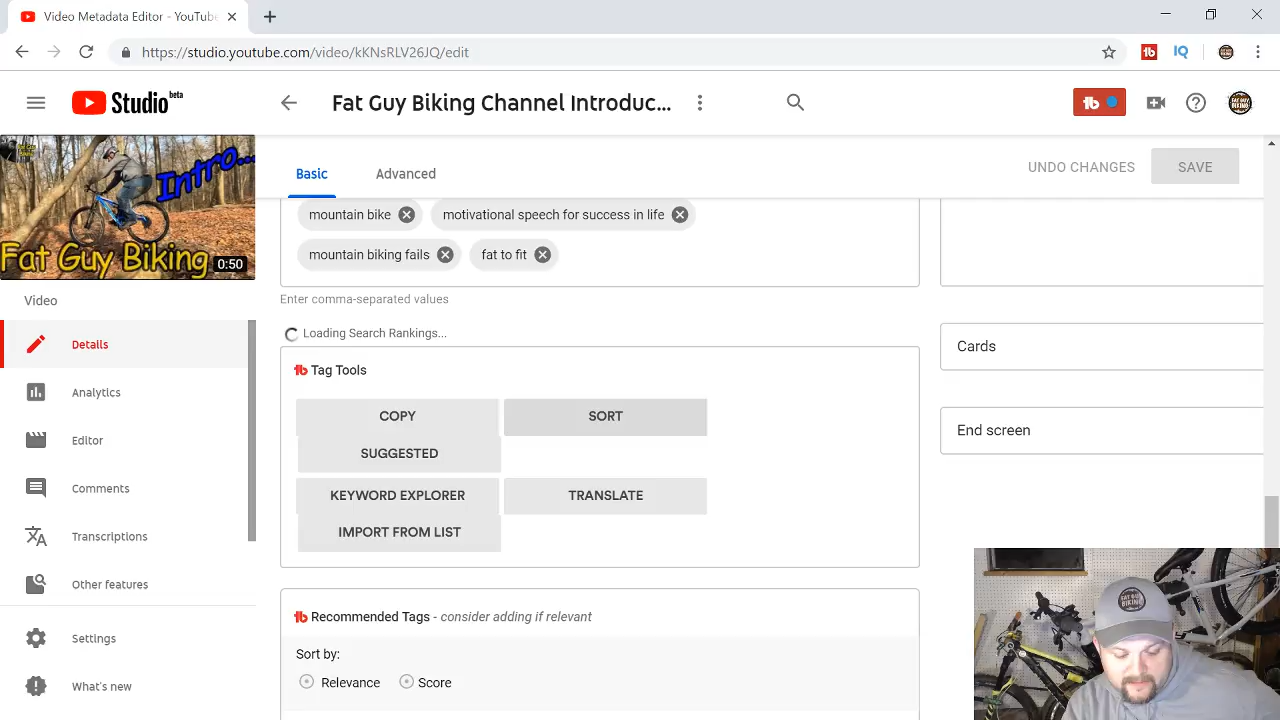 Video Metadata Editor - YouTube
https://studio.youtube.com/video/kKNsRLV26JQ/edit
IQ
Studio beta
Fat Guy Biking Channel Introduc...
Intro...
Fat Guy Biking
0:50
Basic
Advanced
UNDO CHANGES
SAVE
mountain bike
motivational speech for success in life
mountain biking fails
fat to fit
Enter comma-separated values
Loading Search Rankings...
Tag Tools
COPY
SORT
SUGGESTED
KEYWORD EXPLORER
TRANSLATE
IMPORT FROM LIST
Recommended Tags - consider adding if relevant
Sort by:
Relevance
Score
Cards
End screen
Video
Details
Analytics
Editor
Comments
Transcriptions
Other features
Settings
What's new
FAT GUY
BIKING